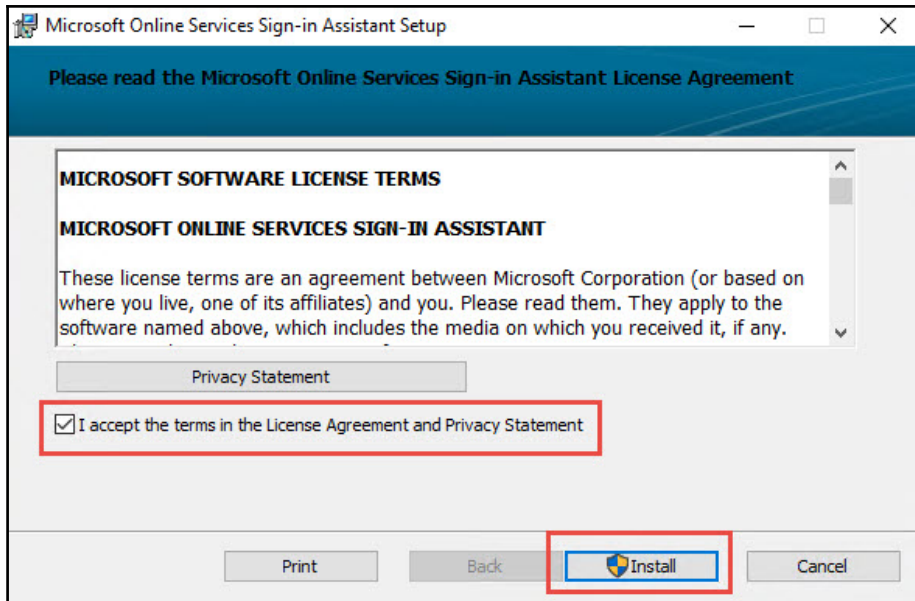 Microsoft Online Services Sign-in Assistant Setup
Please read the Microsoft Online Services Sign-in Assistant License Agreement
MICROSOFT SOFTWARE LICENSE TERMS
MICROSOFT ONLINE SERVICES SIGN-IN ASSISTANT
These license terms are an agreement between Microsoft Corporation (or based on
where you live, one of its affiliates) and you. Please read them. They apply to the
software named above, which includes the media on which you received it, if any.
Privacy Statement
I accept the terms in the License Agreement and Privacy Statement
Print Back Install Cancel